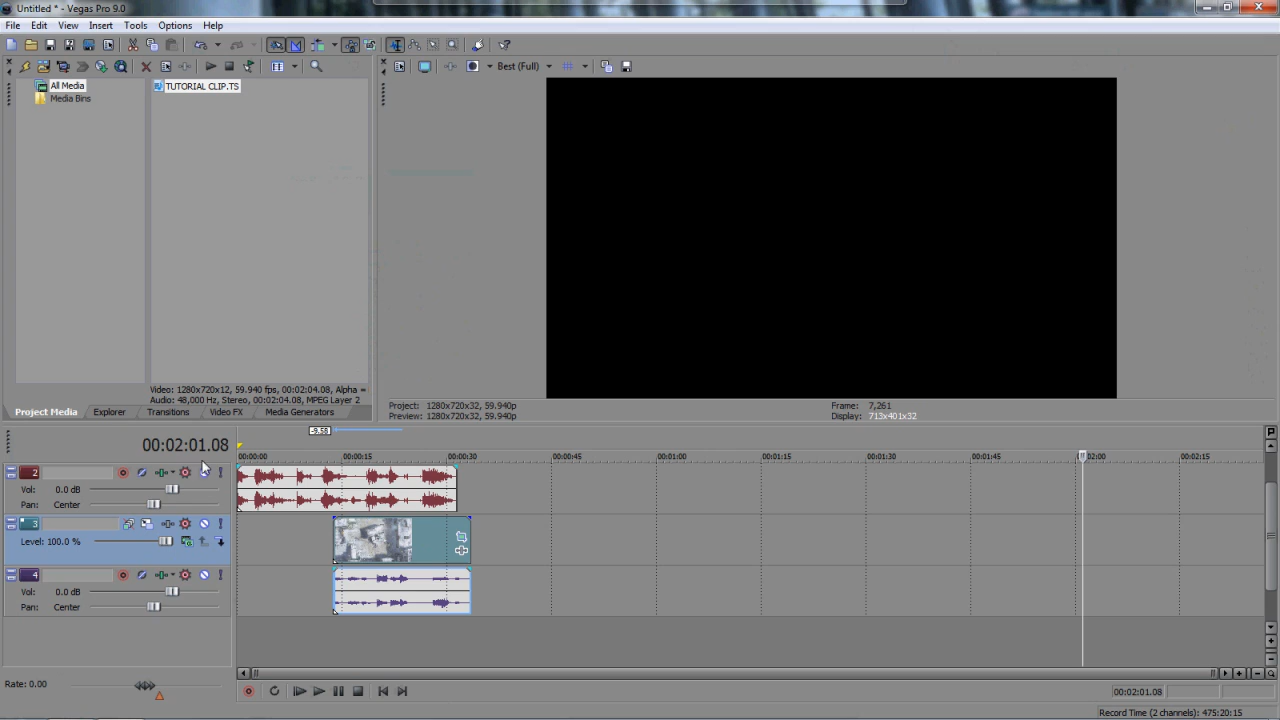 Untitled * - Vegas Pro 9.0
File Edit View Insert Tools Options Help
Best (Full)
All Media
Media Bins
TUTORIAL CLIP.TS
Video: 1280x720x12, 59.940 fps, 00:02:04.08, Alpha =
Audio: 48,000 Hz, Stereo, 00:02:04.08, MPEG Layer 2
Project Media Explorer Transitions Video FX Media Generators
Project: 1280x720x32, 59.940p
Preview: 1280x720x32, 59.940p
Frame: 7,261
Display: 713x401x32
00:02:01.08
-9.58
00:00:00 00:00:15 00:00:30 00:00:45 00:01:00 00:01:15 00:01:30 00:01:45 00:02:00 00:02:15
2
Vol: 0.0 dB
Pan: Center
3
Level: 100.0 %
4
Vol: 0.0 dB
Pan: Center
Rate: 0.00
00:02:01.08
Record Time (2 channels): 475:20:15